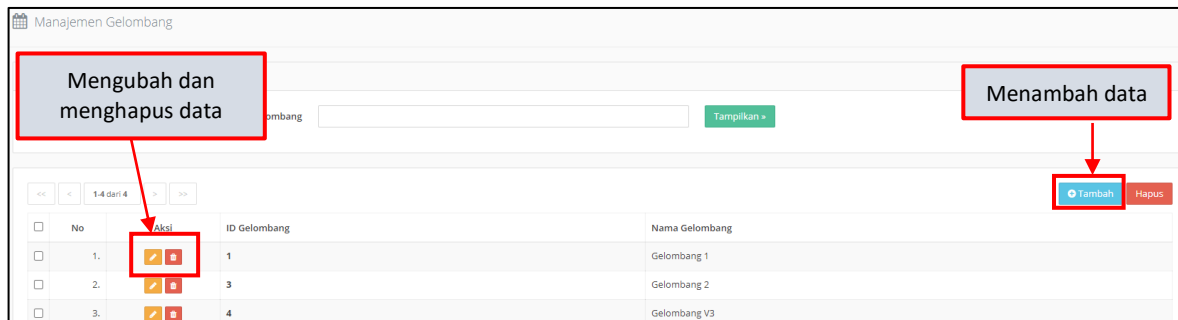 Manajemen Gelombang
Mengubah dan
menghapus data
Menambah data
ombang
Tampilkan »
<< < 1-4 dari 4 > >>
Tambah Hapus
No Aksi ID Gelombang Nama Gelombang
1. 1 Gelombang 1
2. 3 Gelombang 2
3. 4 Gelombang V3